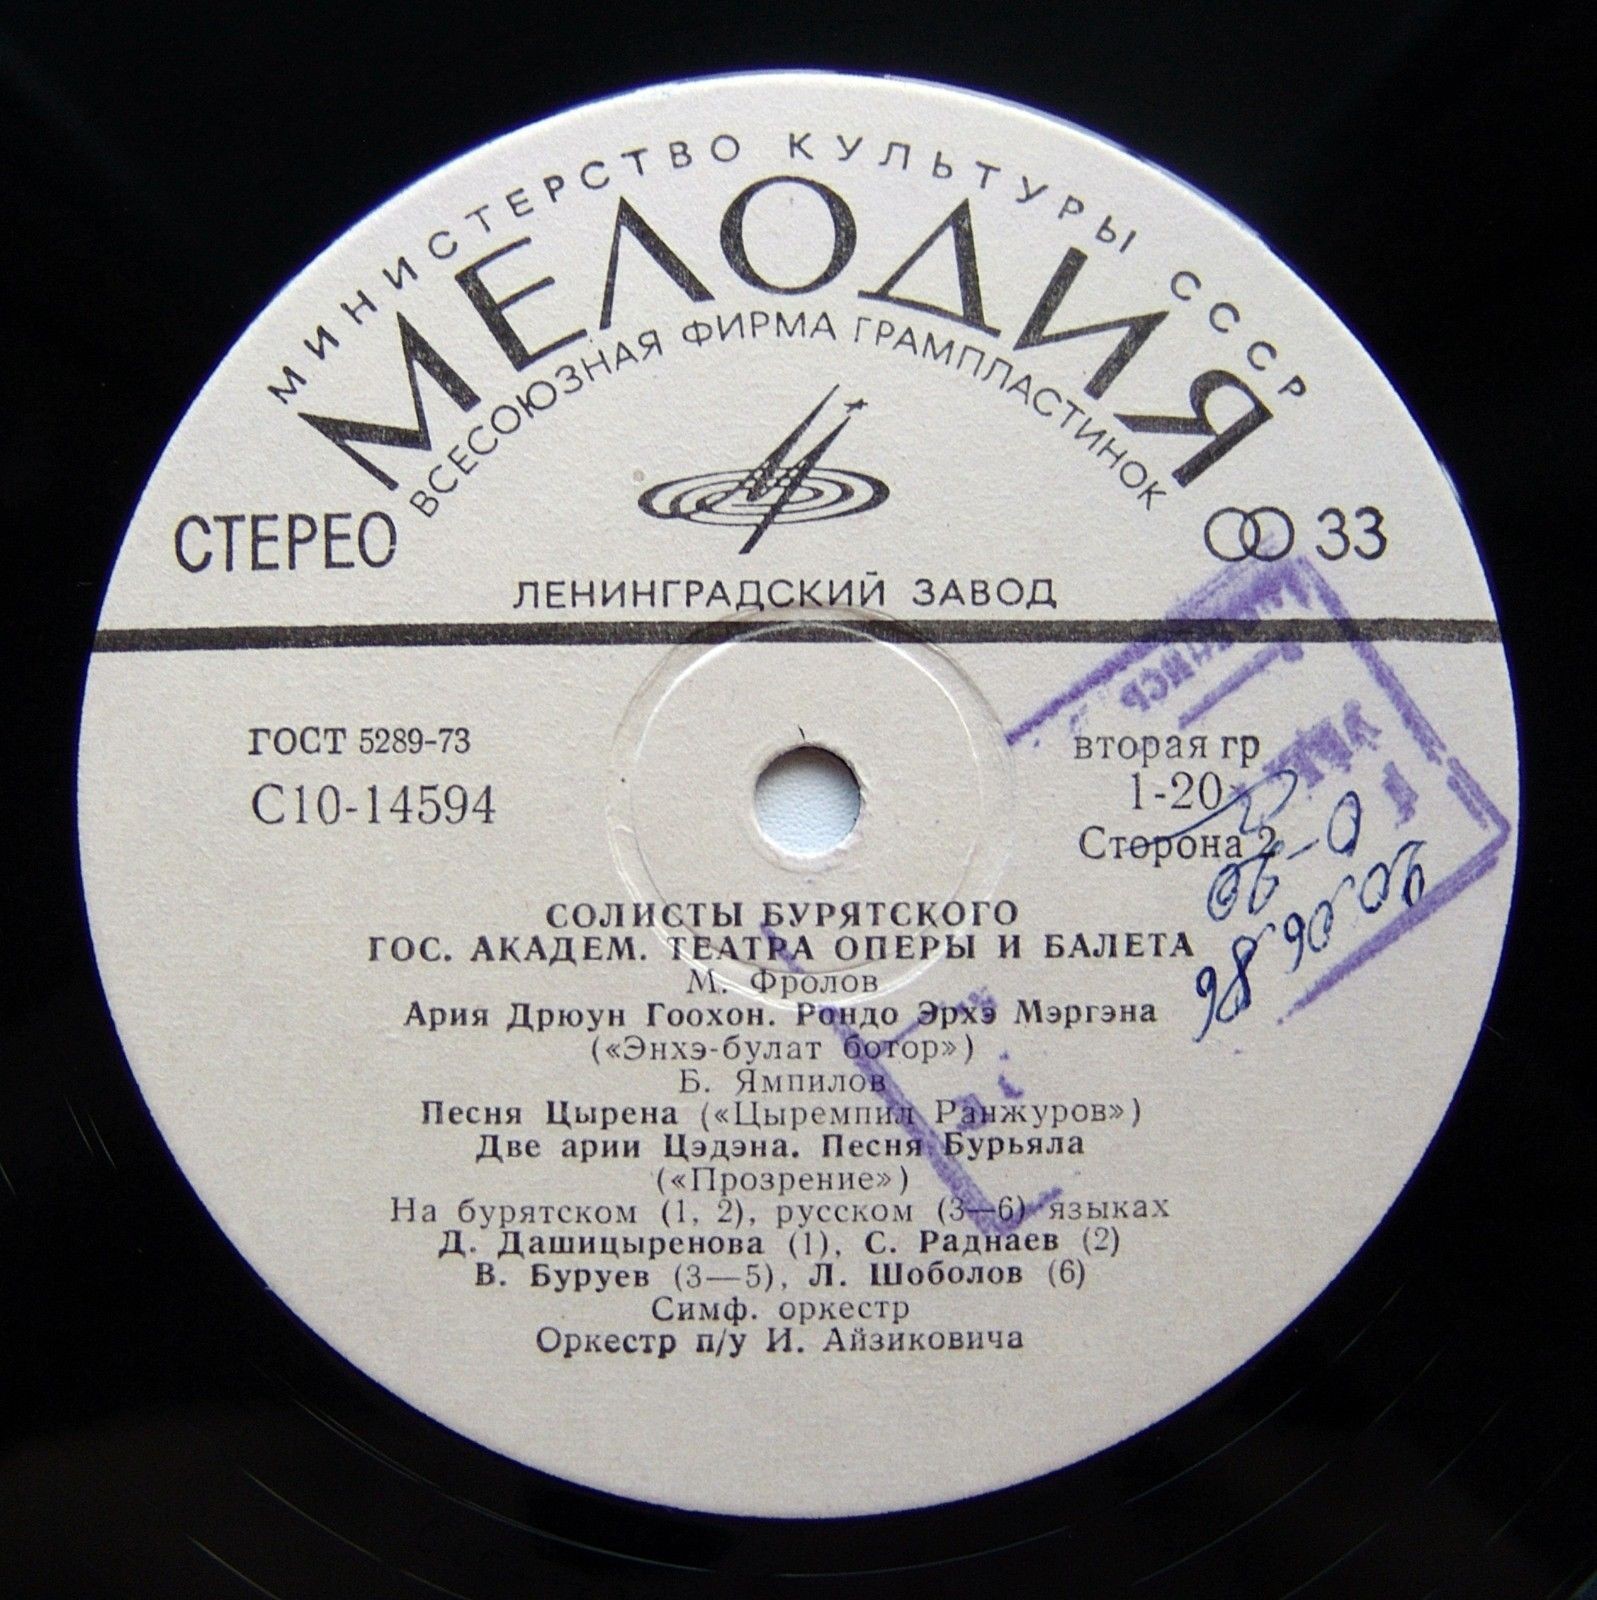 МИНИСТЕРСТВО КУЛЬТУРЫ СССР
МЕЛОДИЯ
ВСЕСОЮЗНАЯ ФИРМА ГРАМПЛАСТИНОК
СТЕРЕО
33
ЛЕНИНГРАДСКИЙ ЗАВОД
ГОСТ 5289-73
С10-14594
вторая гр
1-20
Сторона 2
СОЛИСТЫ БУРЯТСКОГО
ГОС. АКАДЕМ. ТЕАТРА ОПЕРЫ И БАЛЕТА
М. Фролов
Ария Дрюун Гоохон. Рондо Эрхэ Мэргэна
(«Энхэ-булат ботор»)
Б. Ямпилов
Песня Цырена («Цыремпил Ранжуров»)
Две арии Цэдэна. Песня Бурьяла
(«Прозрение»)
На бурятском (1, 2), русском (3—6) языках
Д. Дашицыренова (1), С. Раднаев (2)
В. Буруев (3—5), Л. Шоболов (6)
Симф. оркестр
Оркестр п/у И. Айзиковича